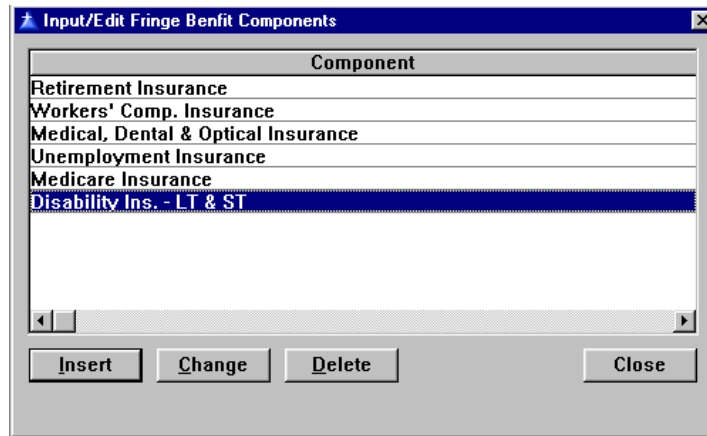 Input/Edit Fringe Benfit Components
Component
Retirement Insurance
Workers' Comp. Insurance
Medical, Dental & Optical Insurance
Unemployment Insurance
Medicare Insurance
Disability Ins. - LT & ST
Insert Change Delete Close